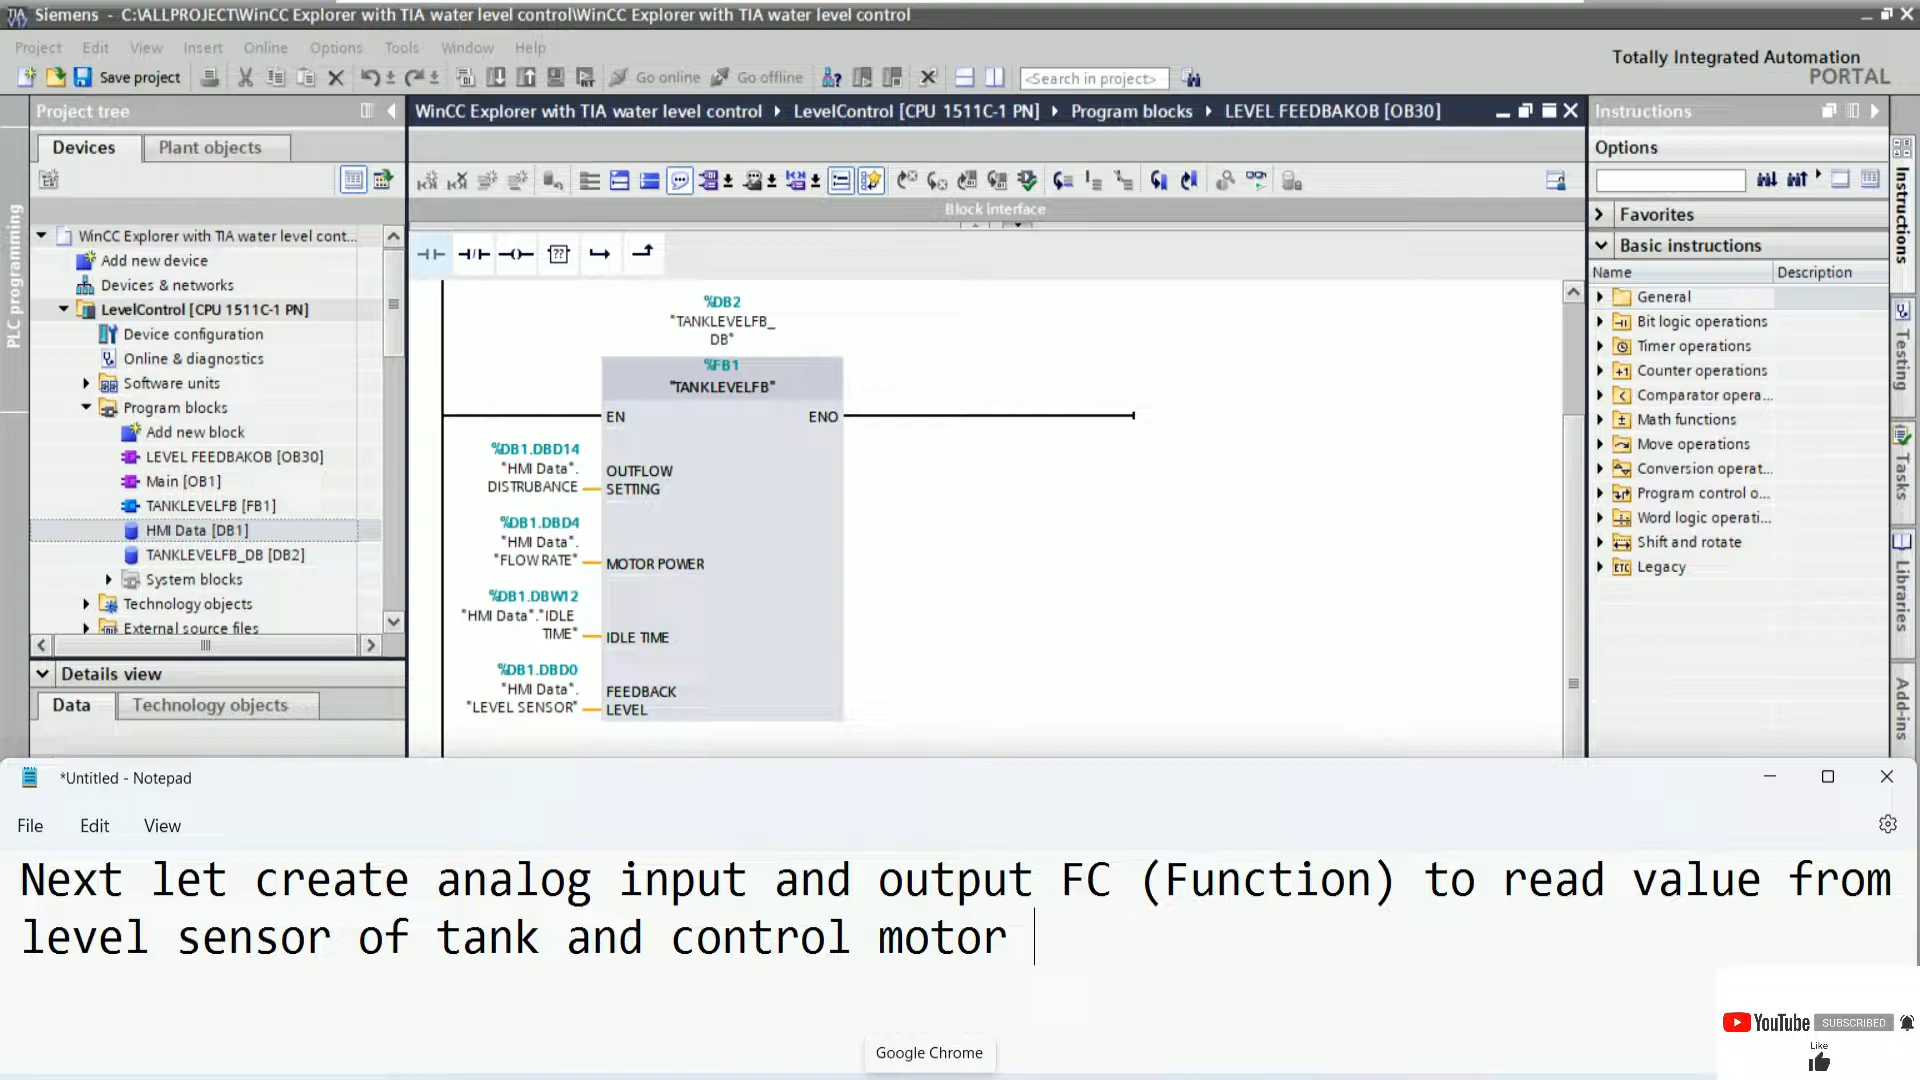 Siemens - C:\ALLPROJECT\WinCC Explorer with TIA water level control\WinCC Explorer with TIA water level control
Project Edit View Insert Online Options Tools Window Help
Totally Integrated Automation
PORTAL
Save project
Go online
Go offline
<Search in project>
Project tree
WinCC Explorer with TIA water level control
LevelControl [CPU 1511C-1 PN]
Program blocks
LEVEL FEEDBAKOB [OB30]
Instructions
Devices
Plant objects
Options
Block interface
PLC programming
WinCC Explorer with TIA water level cont...
Add new device
Devices & networks
LevelControl [CPU 1511C-1 PN]
Device configuration
Online & diagnostics
Software units
Program blocks
Add new block
LEVEL FEEDBAKOB [OB30]
Main [OB1]
TANKLEVELFB [FB1]
HMI Data [DB1]
TANKLEVELFB_DB [DB2]
System blocks
Technology objects
External source files
Details view
Data
Technology objects
%DB2
"TANKLEVELFB_
DB"
%FB1
"TANKLEVELFB"
EN
ENO
%DB1.DBD14
"HMI Data".
DISTRUBANCE
OUTFLOW
SETTING
%DB1.DBD4
"HMI Data".
"FLOW RATE"
MOTOR POWER
%DB1.DBW12
"HMI Data"."IDLE
TIME"
IDLE TIME
%DB1.DBD0
"HMI Data".
"LEVEL SENSOR"
FEEDBACK
LEVEL
Favorites
Basic instructions
Name
Description
General
Bit logic operations
Timer operations
Counter operations
Comparator opera...
Math functions
Move operations
Conversion operat...
Program control o...
Word logic operati...
Shift and rotate
Legacy
Instructions
Testing
Tasks
Libraries
Add-ins
*Untitled - Notepad
File Edit View
Next let create analog input and output FC (Function) to read value from
level sensor of tank and control motor
Google Chrome
YouTube SUBSCRIBED
Like